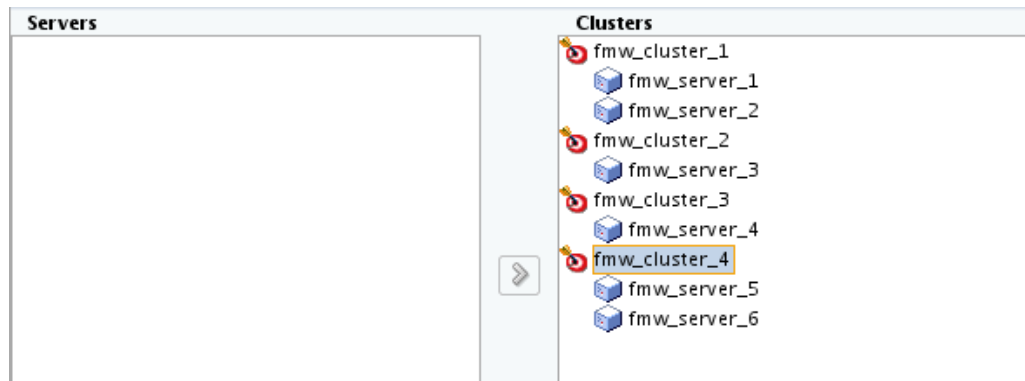 Servers
Clusters
fmw_cluster_1
fmw_server_1
fmw_server_2
fmw_cluster_2
fmw_server_3
fmw_cluster_3
fmw_server_4
fmw_cluster_4
fmw_server_5
fmw_server_6